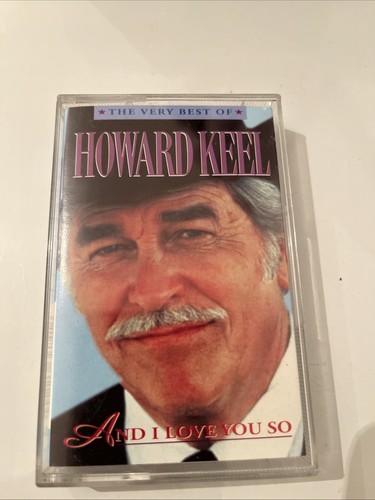 ★ THE VERY BEST OF ★
HOWARD KEEL
AND I LOVE YOU SO